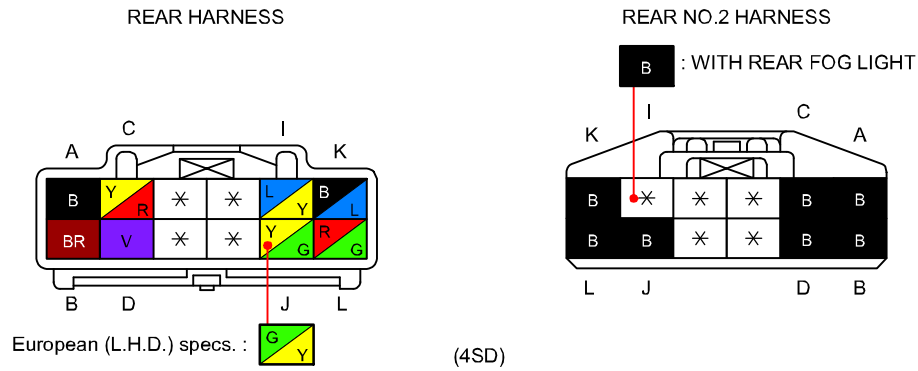 REAR HARNESS
REAR NO.2 HARNESS
B : WITH REAR FOG LIGHT
A C I K
K I C A
B Y R * * L Y B L
BR V * * Y G R G
B * * * B B
B B * * B B
B D J L
L J D B
European (L.H.D.) specs. : G Y
(4SD)